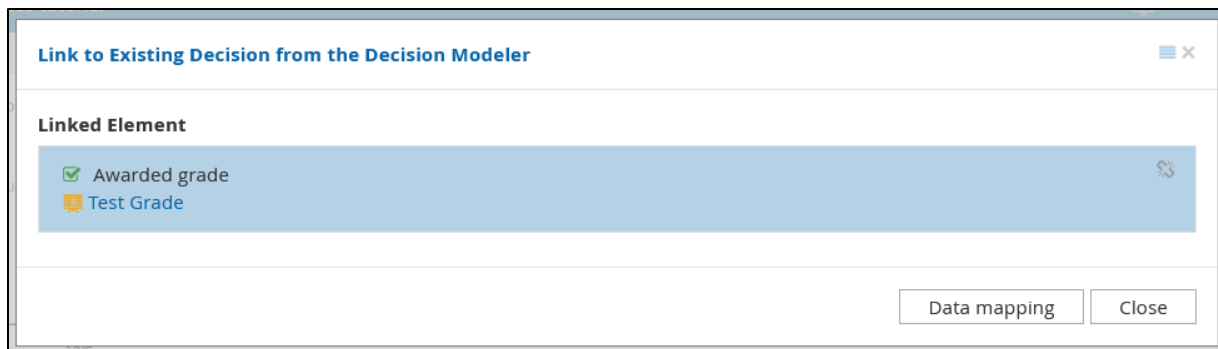 Link to Existing Decision from the Decision Modeler
Linked Element
Awarded grade
Test Grade
Data mapping
Close